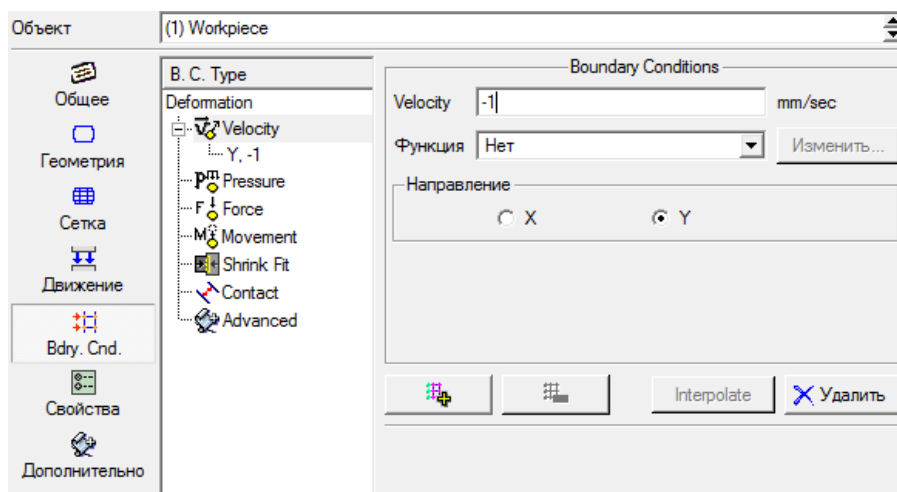 Объект
(1) Workpiece
Общее
Геометрия
Сетка
Движение
Bdry. Cnd.
Свойства
Дополнительно
B. C. Type
Deformation
Velocity
Y, -1
Pressure
Force
Movement
Shrink Fit
Contact
Advanced
Boundary Conditions
Velocity -1 mm/sec
Функция Нет Изменить...
Направление
X Y
Interpolate Удалить